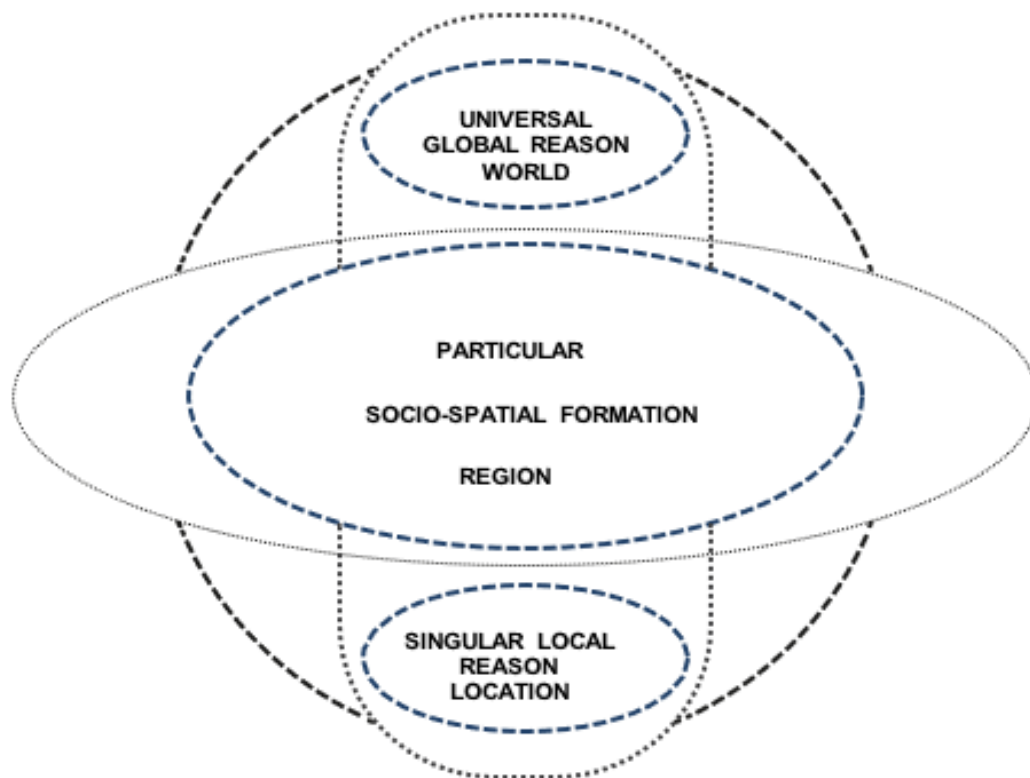 UNIVERSAL
GLOBAL REASON
WORLD
PARTICULAR
SOCIO-SPATIAL FORMATION
REGION
SINGULAR LOCAL
REASON
LOCATION